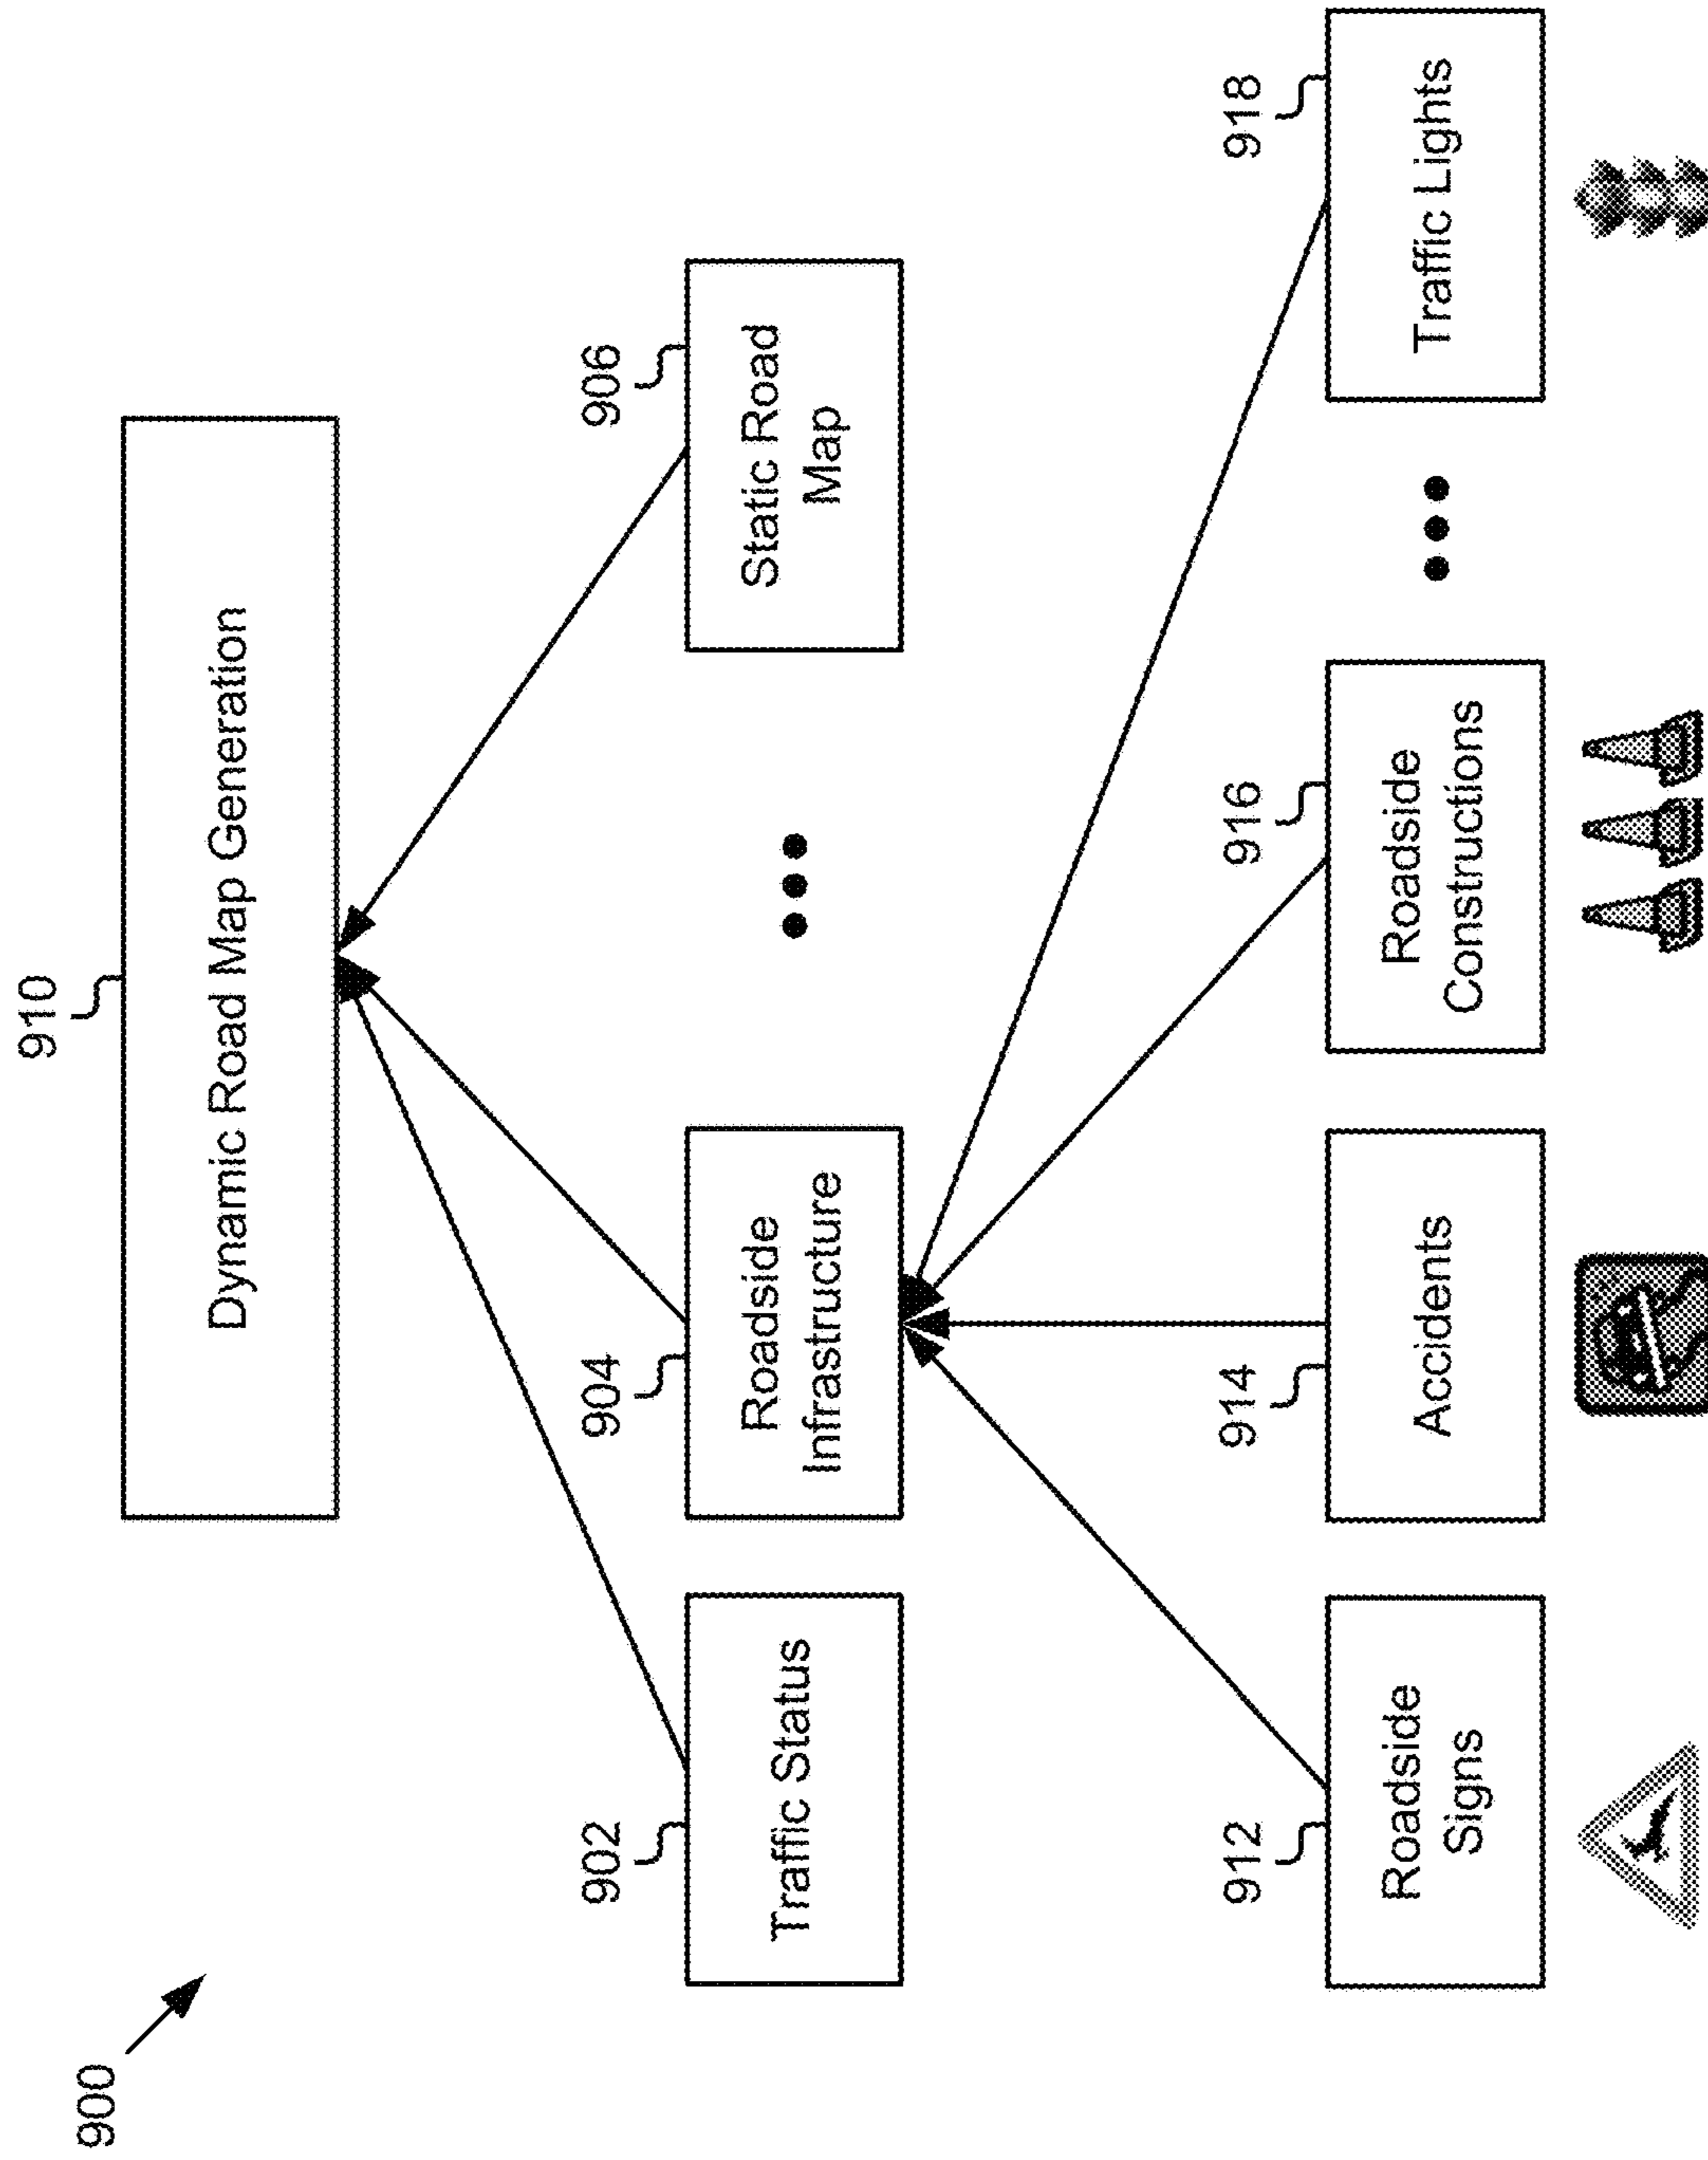 900
910
Dynamic Road Map Generation
902
Traffic Status
904
Roadside
Infrastructure
906
Static Road
Map
912
Roadside
Signs
914
Accidents
916
Roadside
Constructions
918
Traffic Lights